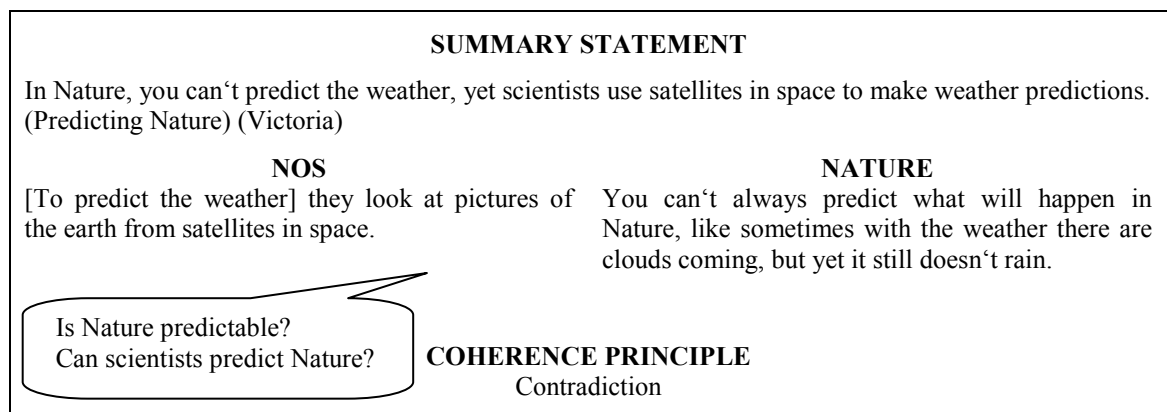 SUMMARY STATEMENT
In Nature, you can‘t predict the weather, yet scientists use satellites in space to make weather predictions.
(Predicting Nature) (Victoria)
NOS
[To predict the weather] they look at pictures of
the earth from satellites in space.
NATURE
You can‘t always predict what will happen in
Nature, like sometimes with the weather there are
clouds coming, but yet it still doesn‘t rain.
Is Nature predictable?
Can scientists predict Nature?
COHERENCE PRINCIPLE
Contradiction